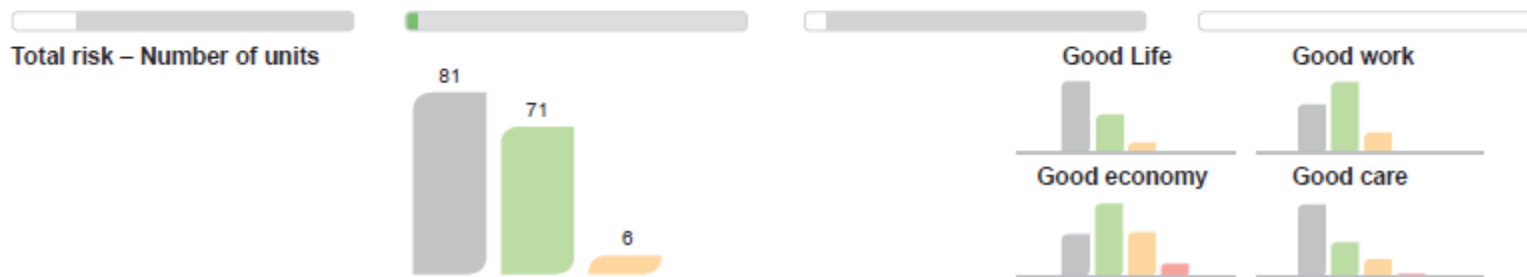 Total risk – Number of units
81
71
6
Good Life
Good work
Good economy
Good care